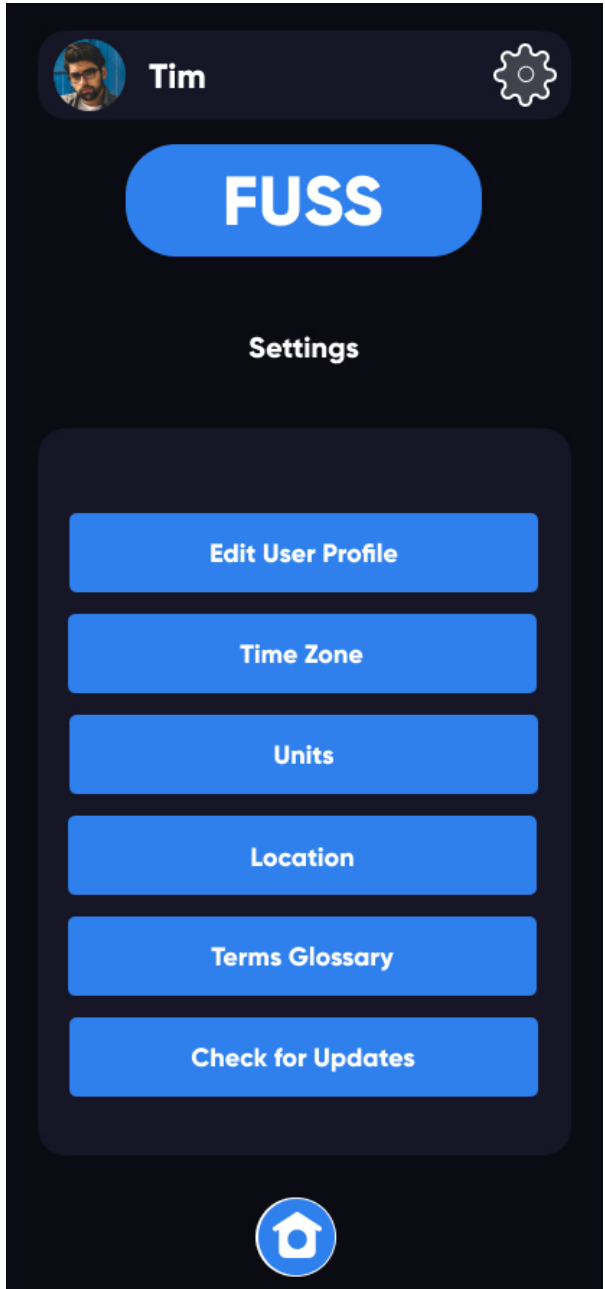 Tim
FUSS
Settings
Edit User Profile
Time Zone
Units
Location
Terms Glossary
Check for Updates